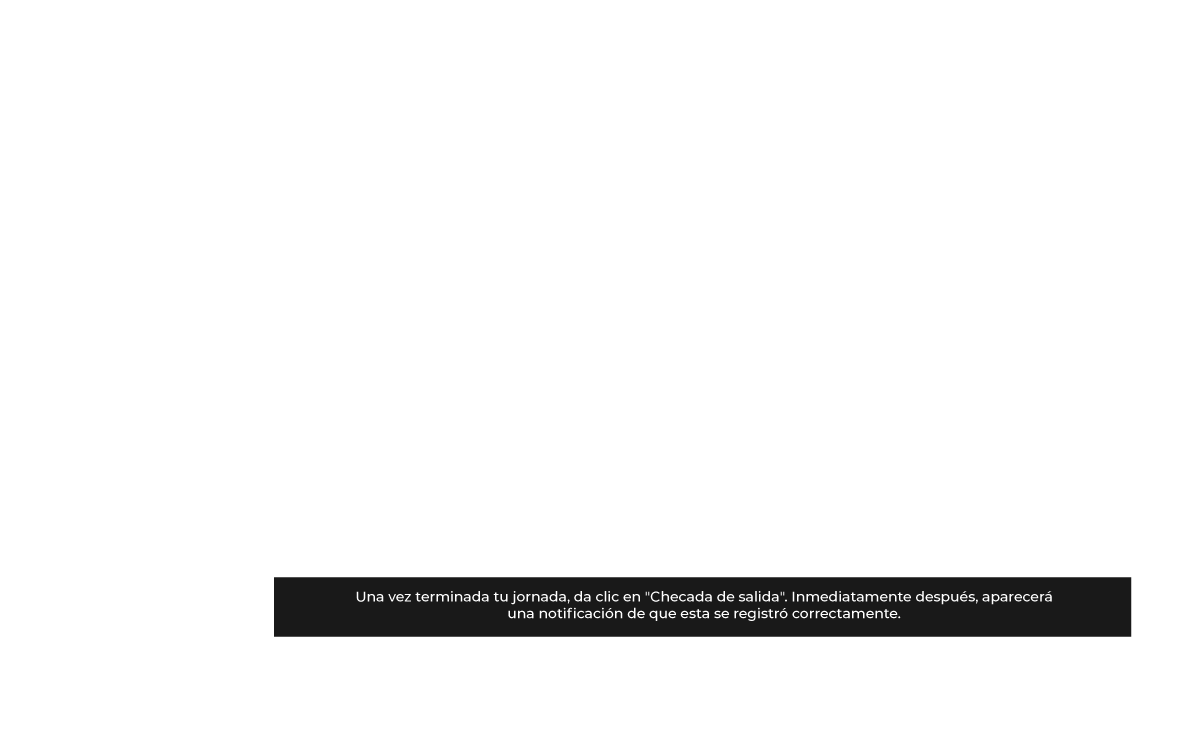 Una vez terminada tu jornada, da clic en "Checada de salida". Inmediatamente después, aparecerá
una notificación de que esta se registró correctamente.